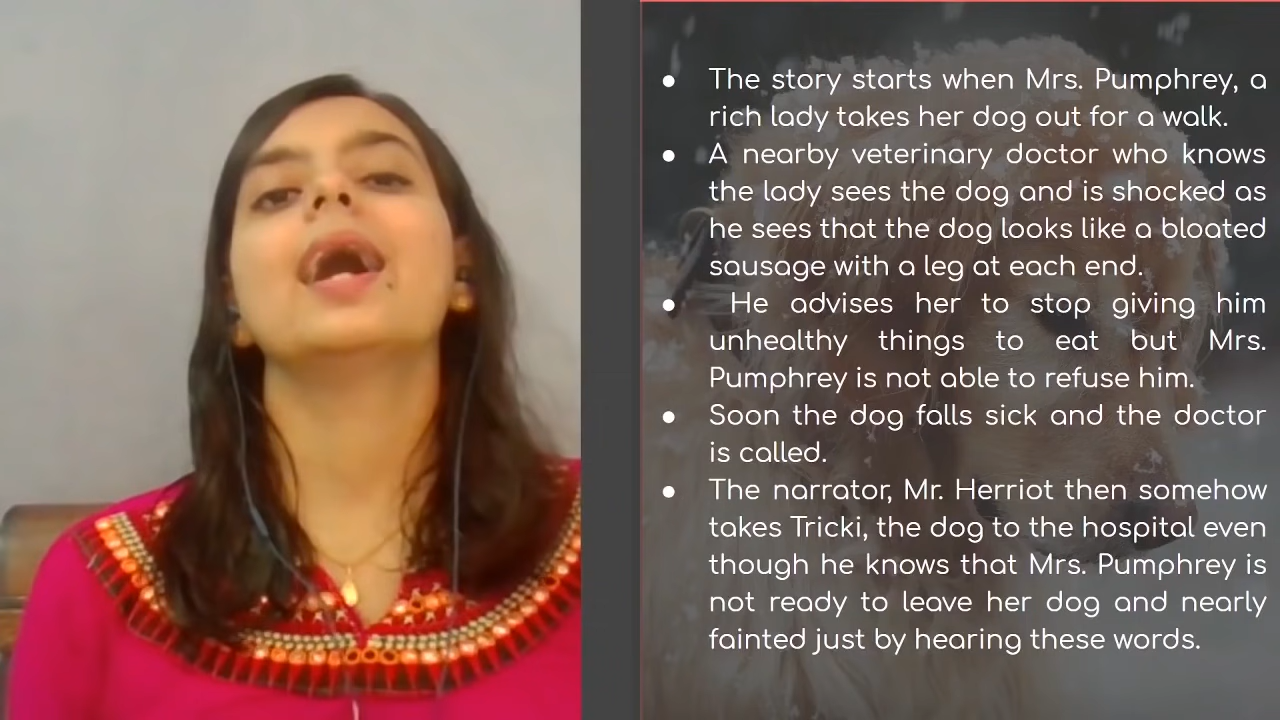 ● The story starts when Mrs. Pumphrey, a
rich lady takes her dog out for a walk.
● A nearby veterinary doctor who knows
the lady sees the dog and is shocked as
he sees that the dog looks like a bloated
sausage with a leg at each end.
● He advises her to stop giving him
unhealthy things to eat but Mrs.
Pumphrey is not able to refuse him.
● Soon the dog falls sick and the doctor
is called.
● The narrator, Mr. Herriot then somehow
takes Tricki, the dog to the hospital even
though he knows that Mrs. Pumphrey is
not ready to leave her dog and nearly
fainted just by hearing these words.